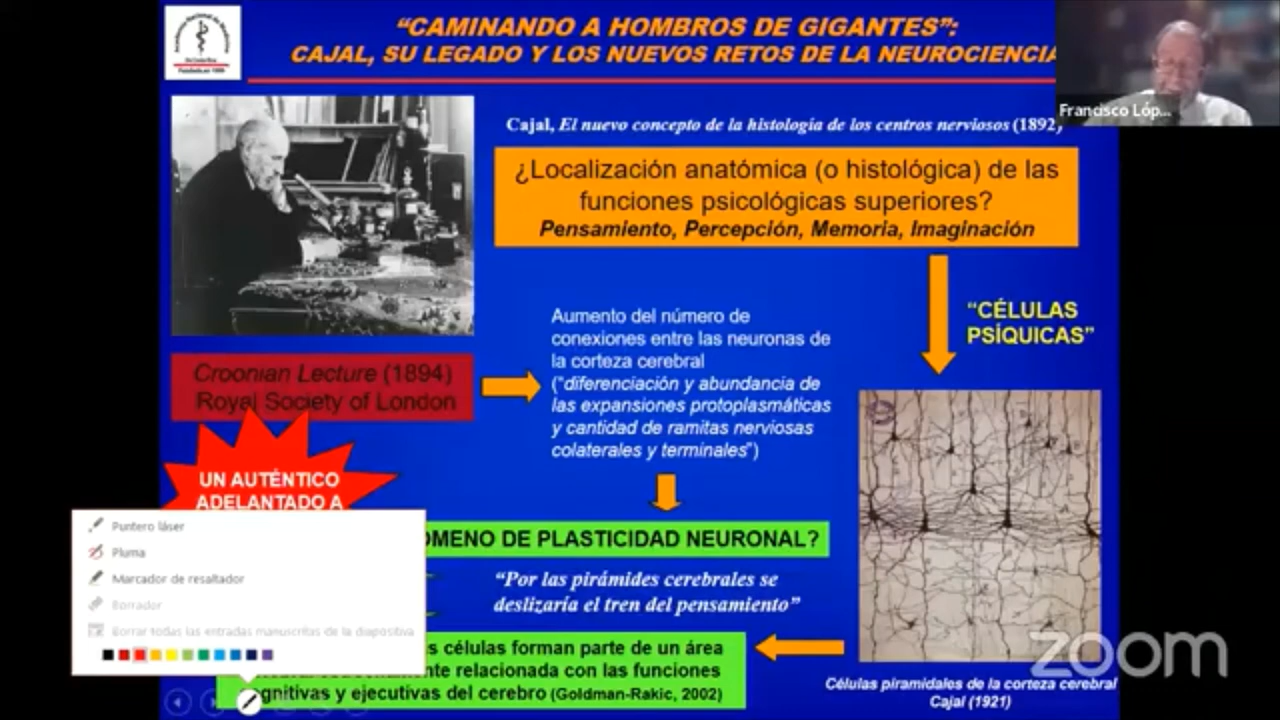 “CAMINANDO A HOMBROS DE GIGANTES”:
CAJAL, SU LEGADO Y LOS NUEVOS RETOS DE LA NEUROCIENCIA
Francisco Lóp...
Cajal, El nuevo concepto de la histología de los centros nerviosos (1892)
¿Localización anatómica (o histológica) de las
funciones psicológicas superiores?
Pensamiento, Percepción, Memoria, Imaginación
“CÉLULAS
PSÍQUICAS”
Aumento del número de
conexiones entre las neuronas de
la corteza cerebral
(“diferenciación y abundancia de
las expansiones protoplasmáticas
y cantidad de ramitas nerviosas
colaterales y terminales”)
Croonian Lecture (1894)
Royal Society of London
UN AUTÉNTICO
ADELANTADO A
Puntero láser
Pluma
Marcador de resaltador
Borrador
Borrar todas las entradas manuscritas de la diapositiva
OMENO DE PLASTICIDAD NEURONAL?
“Por las pirámides cerebrales se
deslizaría el tren del pensamiento”
s células forman parte de un área
nte relacionada con las funciones
gnitivas y ejecutivas del cerebro (Goldman-Rakic, 2002)
zoom
Células piramidales de la corteza cerebral
Cajal (1921)